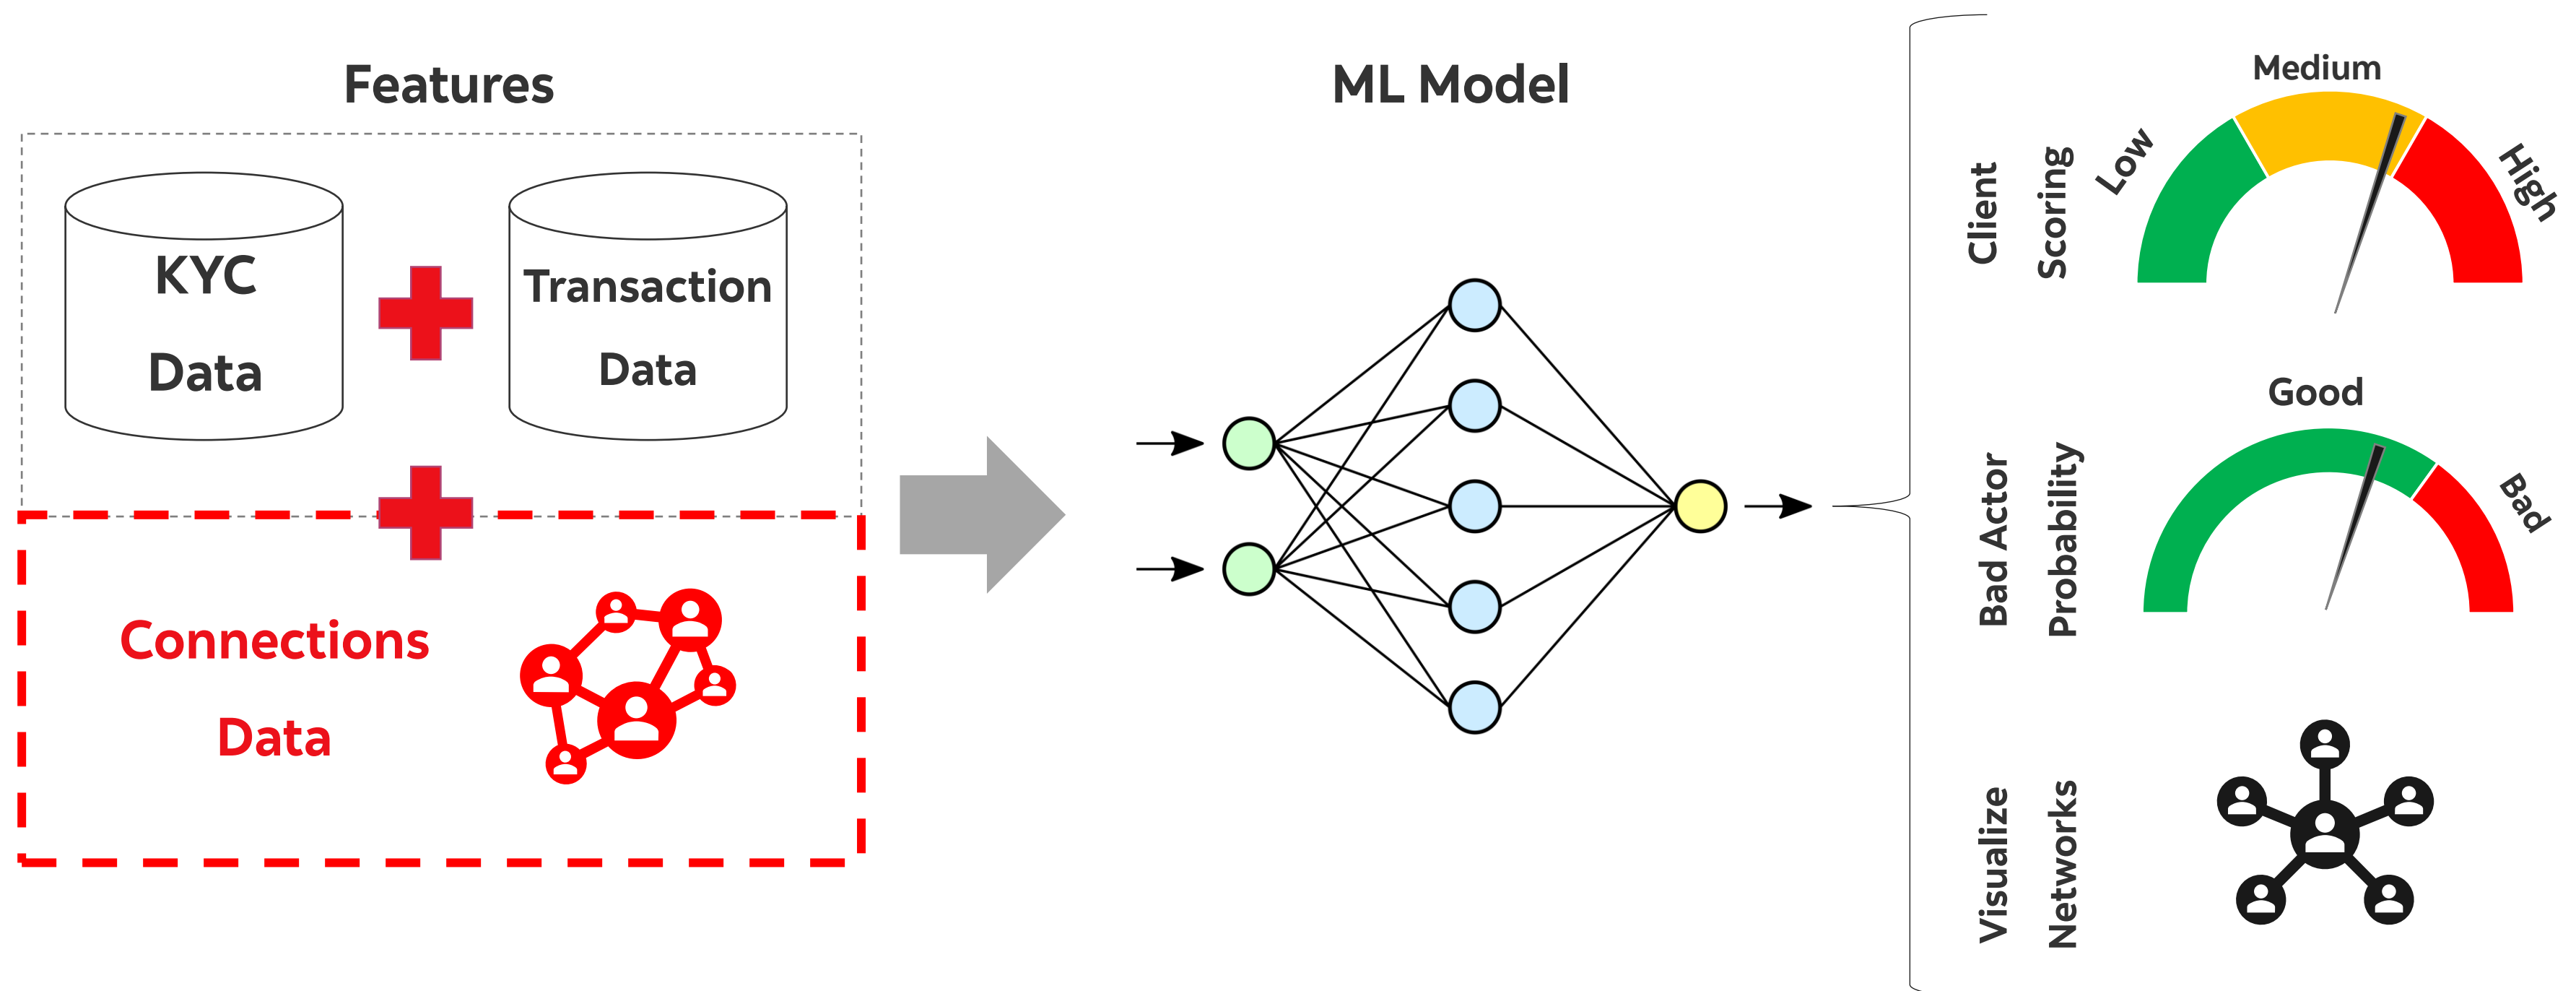 Features
KYC
Data
Transaction
Data
Connections
Data
ML Model
Client
Scoring
Low
Medium
High
Bad Actor
Probability
Good
Bad
Visualize
Networks